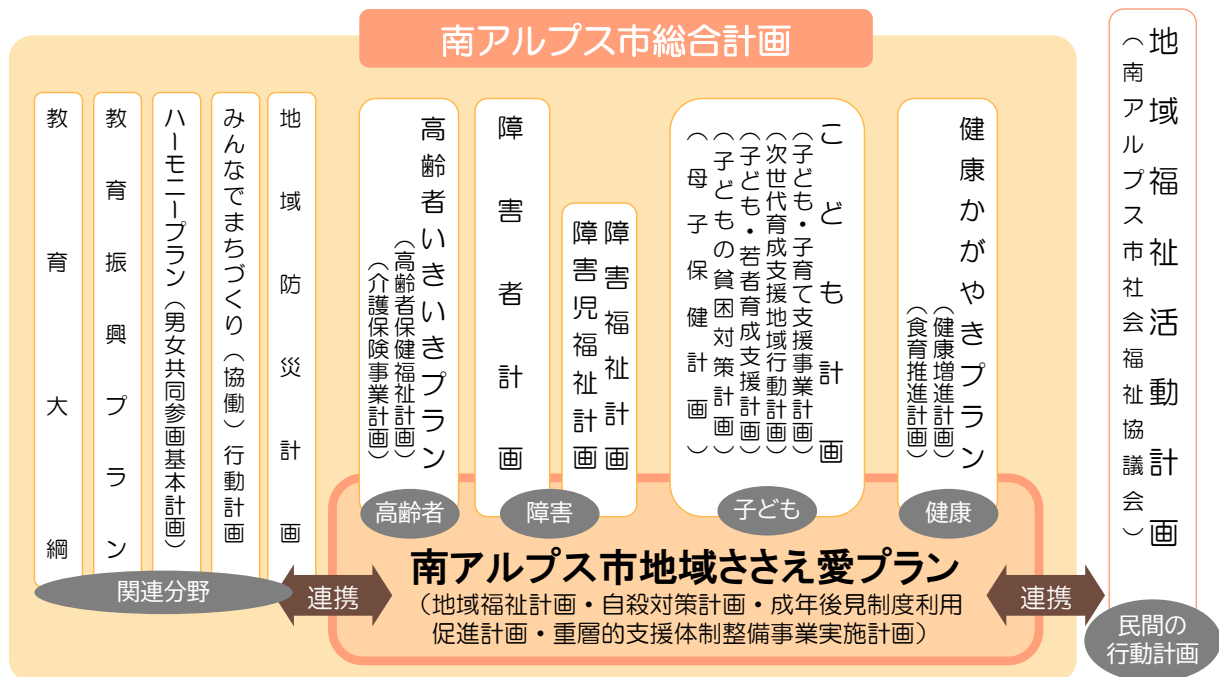 南アルプス市総合計画
教育大綱
教育振興プラン
ハーモニープラン（男女共同参画基本計画）
みんなでまちづくり（協働）行動計画
地域防災計画
関連分野
高齢者いきいきプラン
（高齢者保健福祉計画）
（介護保険事業計画）
高齢者
障害者計画
障害福祉計画
障害児福祉計画
障害
こども計画
（子ども・子育て支援事業計画）
（次世代育成支援地域行動計画）
（子ども・若者育成支援計画）
（子どもの貧困対策計画）
（母子保健計画）
子ども
健康かがやきプラン
（健康増進計画）
（食育推進計画）
健康
連携
南アルプス市地域ささえ愛プラン
（地域福祉計画・自殺対策計画・成年後見制度利用
促進計画・重層的支援体制整備事業実施計画）
連携
地域福祉活動計画
（南アルプス市社会福祉協議会）
民間の
行動計画